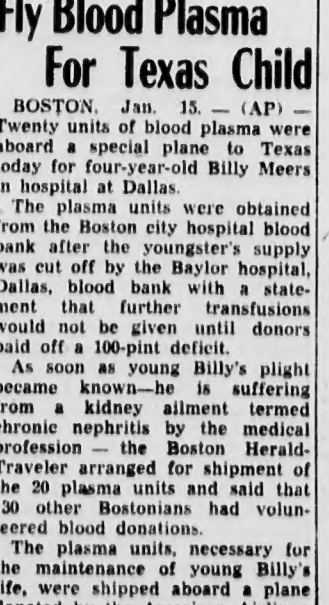 Fly Blood Plasma
For Texas Child
BOSTON, Jan. 15. — (AP) —
Twenty units of blood plasma were
aboard a special plane to Texas
today for four-year-old Billy Meers
in hospital at Dallas.
The plasma units were obtained
from the Boston city hospital blood
bank after the youngster's supply
was cut off by the Baylor hospital,
Dallas, blood bank with a state-
ment that further transfusions
would not be given until donors
paid off a 100-pint deficit.
As soon as young Billy's plight
became known—he is suffering
from a kidney ailment termed
chronic nephritis by the medical
profession — the Boston Herald-
Traveler arranged for shipment of
the 20 plasma units and said that
30 other Bostonians had volun-
teered blood donations.
The plasma units, necessary for
the maintenance of young Billy's
life, were shipped aboard a plane
donated by the American Airlines